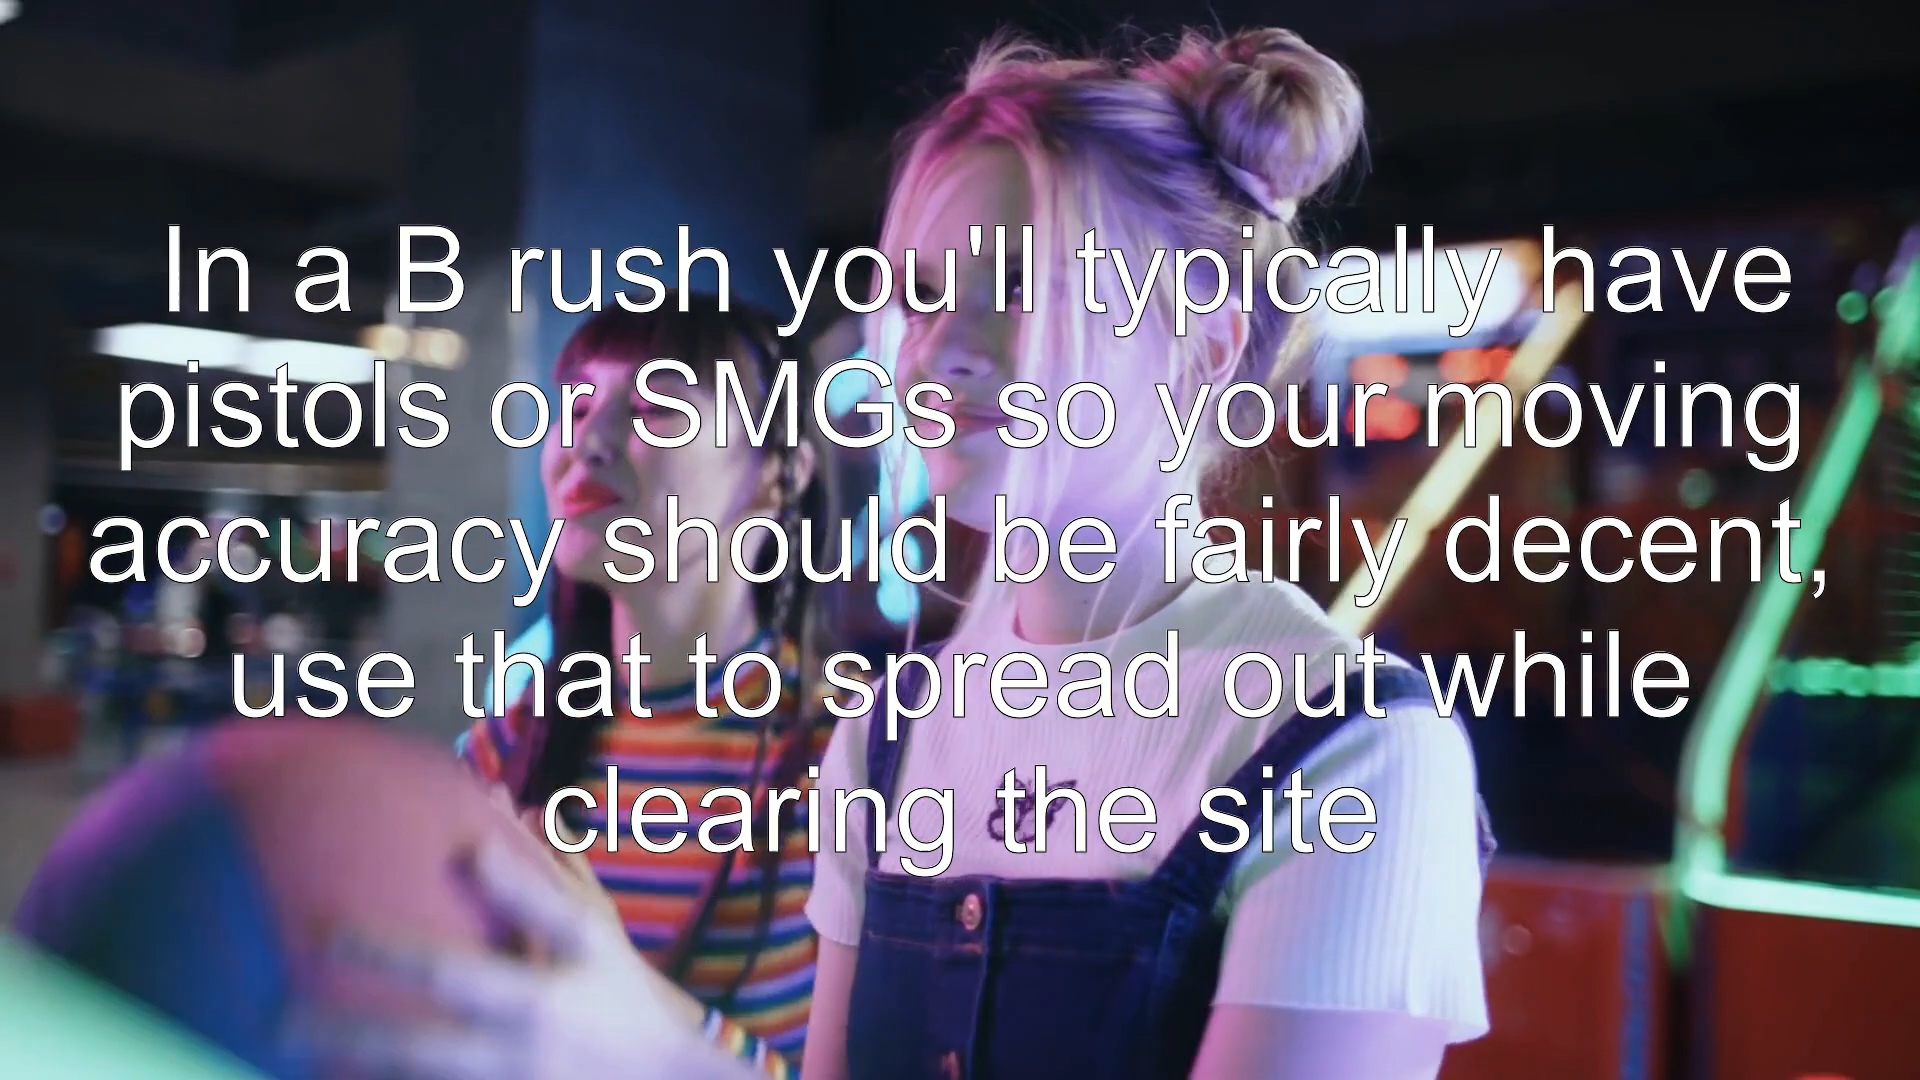 In a B rush you'll typically have
pistols or SMGs so your moving
accuracy should be fairly decent,
use that to spread out while
clearing the site